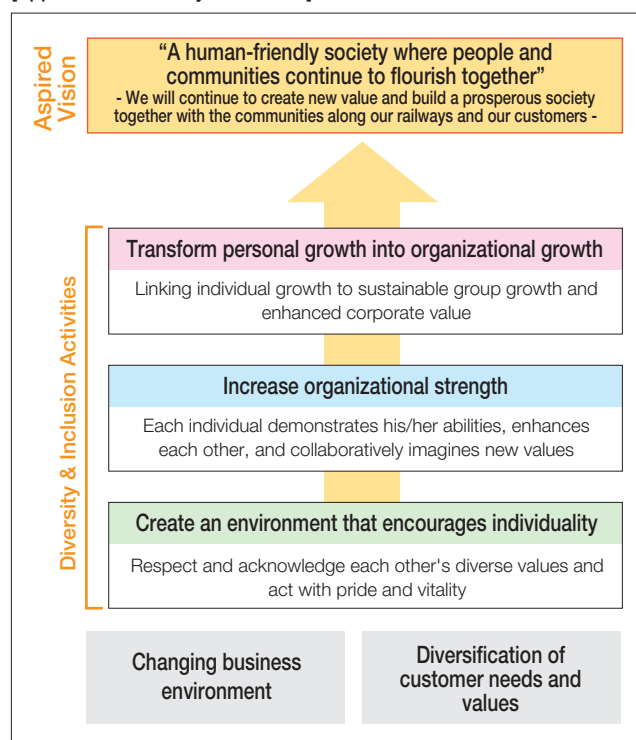 Aspired
Vision
“A human-friendly society where people and
communities continue to flourish together”
- We will continue to create new value and build a prosperous society
together with the communities along our railways and our customers -
Diversity & Inclusion Activities
Transform personal growth into organizational growth
Linking individual growth to sustainable group growth and
enhanced corporate value
Increase organizational strength
Each individual demonstrates his/her abilities, enhances
each other, and collaboratively imagines new values
Create an environment that encourages individuality
Respect and acknowledge each other's diverse values and
act with pride and vitality
Changing business
environment
Diversification of
customer needs and
values